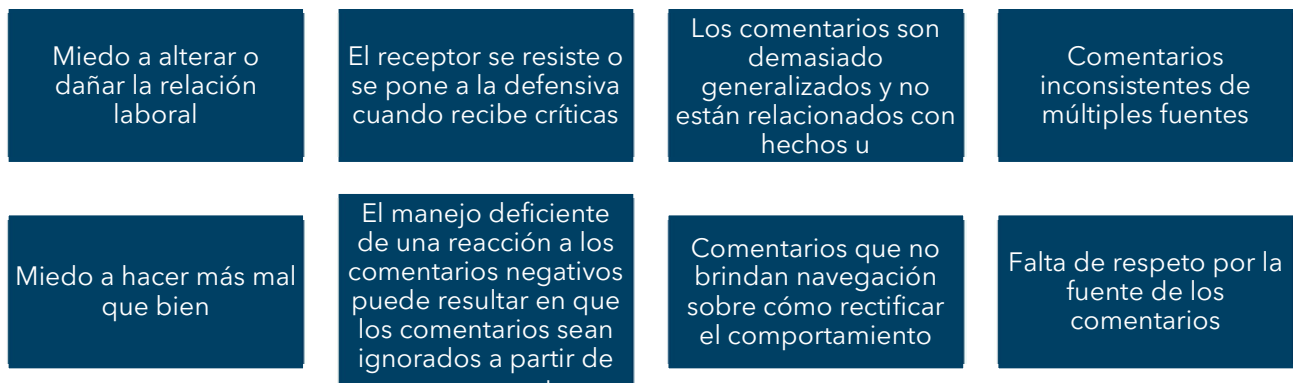 Miedo a alterar o
dañar la relación
laboral
El receptor se resiste o
se pone a la defensiva
cuando recibe críticas
Los comentarios son
demasiado
generalizados y no
están relacionados con
hechos u
Comentarios
inconsistentes de
múltiples fuentes
Miedo a hacer más mal
que bien
El manejo deficiente
de una reacción a los
comentarios negativos
puede resultar en que
los comentarios sean
ignorados a partir de
Comentarios que no
brindan navegación
sobre cómo rectificar
el comportamiento
Falta de respeto por la
fuente de los
comentarios